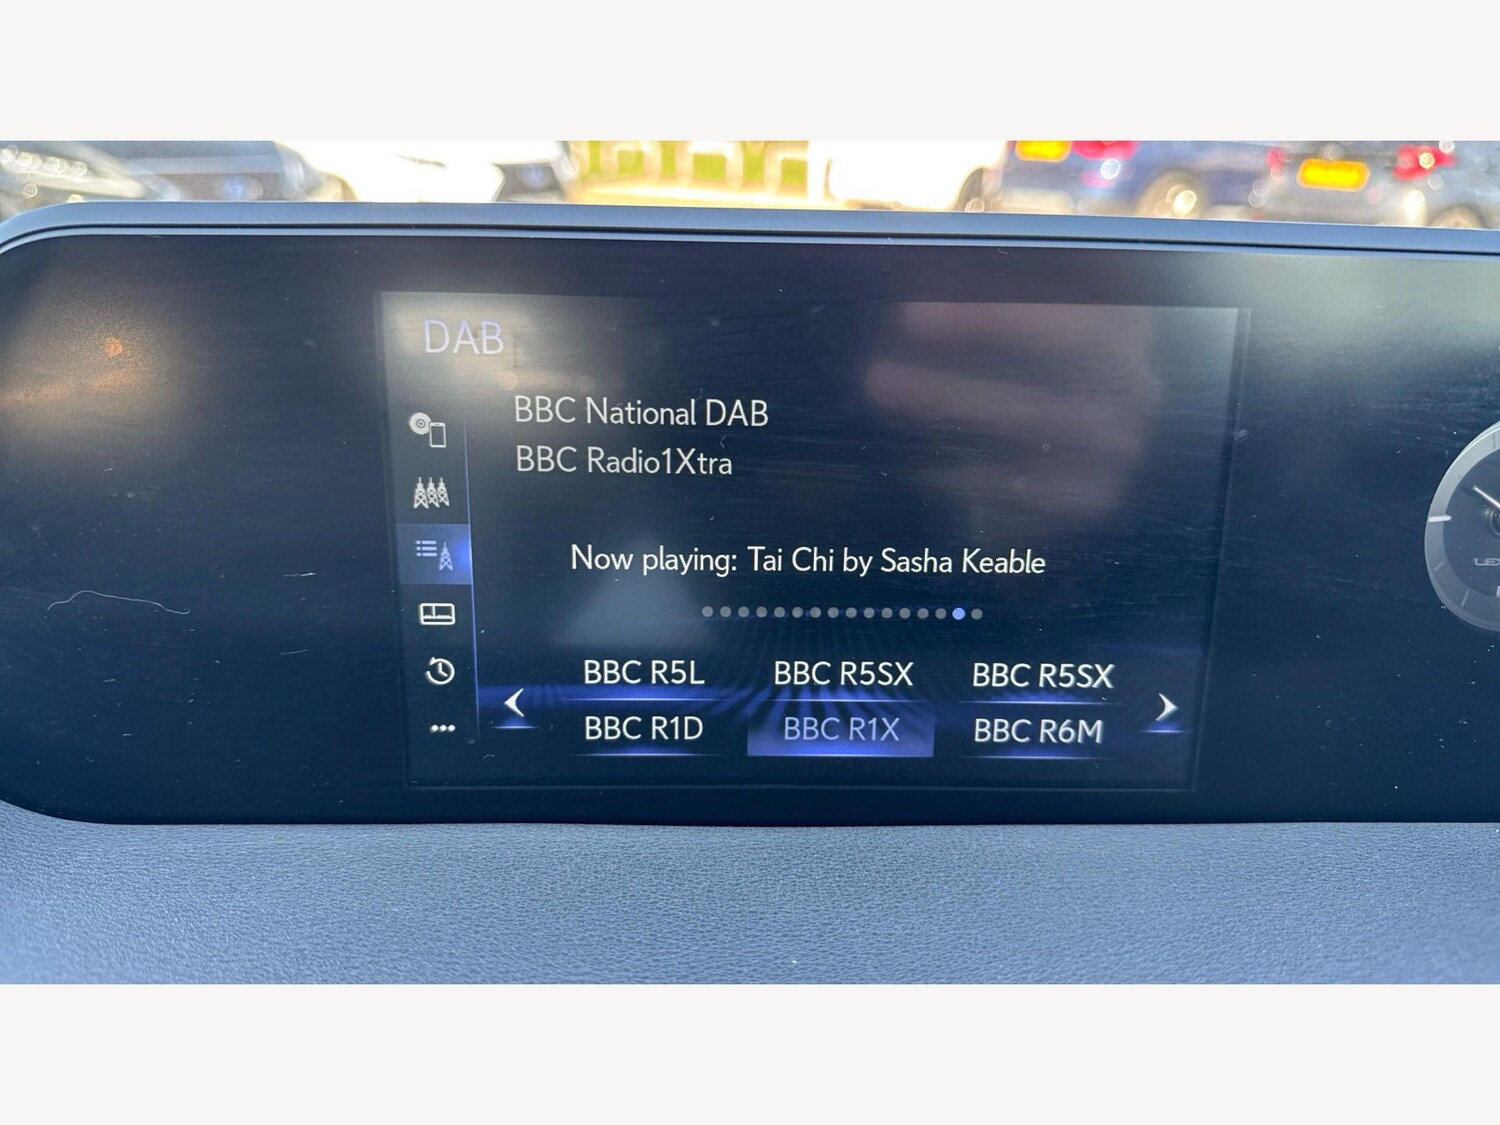 DAB
BBC National DAB
BBC Radio1Xtra
Now playing: Tai Chi by Sasha Keable
BBC R5L BBC R5SX BBC R5SX
BBC R1D BBC R1X BBC R6M